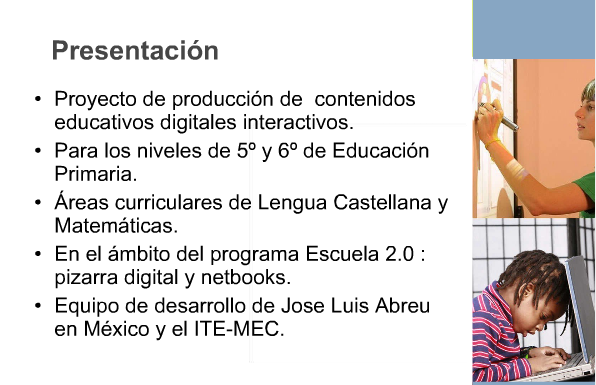 Presentación
• Proyecto de producción de contenidos
educativos digitales interactivos.
• Para los niveles de 5º y 6º de Educación
Primaria.
• Áreas curriculares de Lengua Castellana y
Matemáticas.
• En el ámbito del programa Escuela 2.0 :
pizarra digital y netbooks.
• Equipo de desarrollo de Jose Luis Abreu
en México y el ITE-MEC.